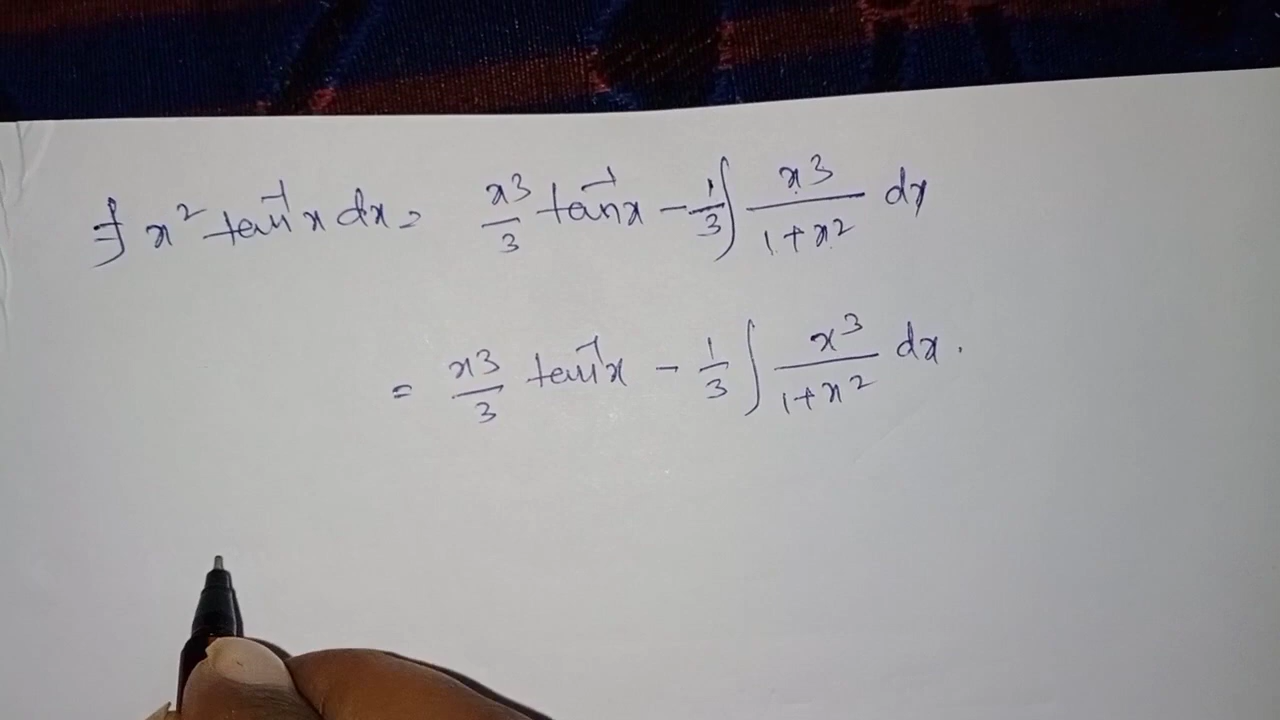 ⇒∫ x² tan⁻¹x dx = x³/3 tan⁻¹x - 1/3 ∫ x³/(1+x²) dx
= x³/3 tan⁻¹x - 1/3 ∫ x³/(1+x²) dx.